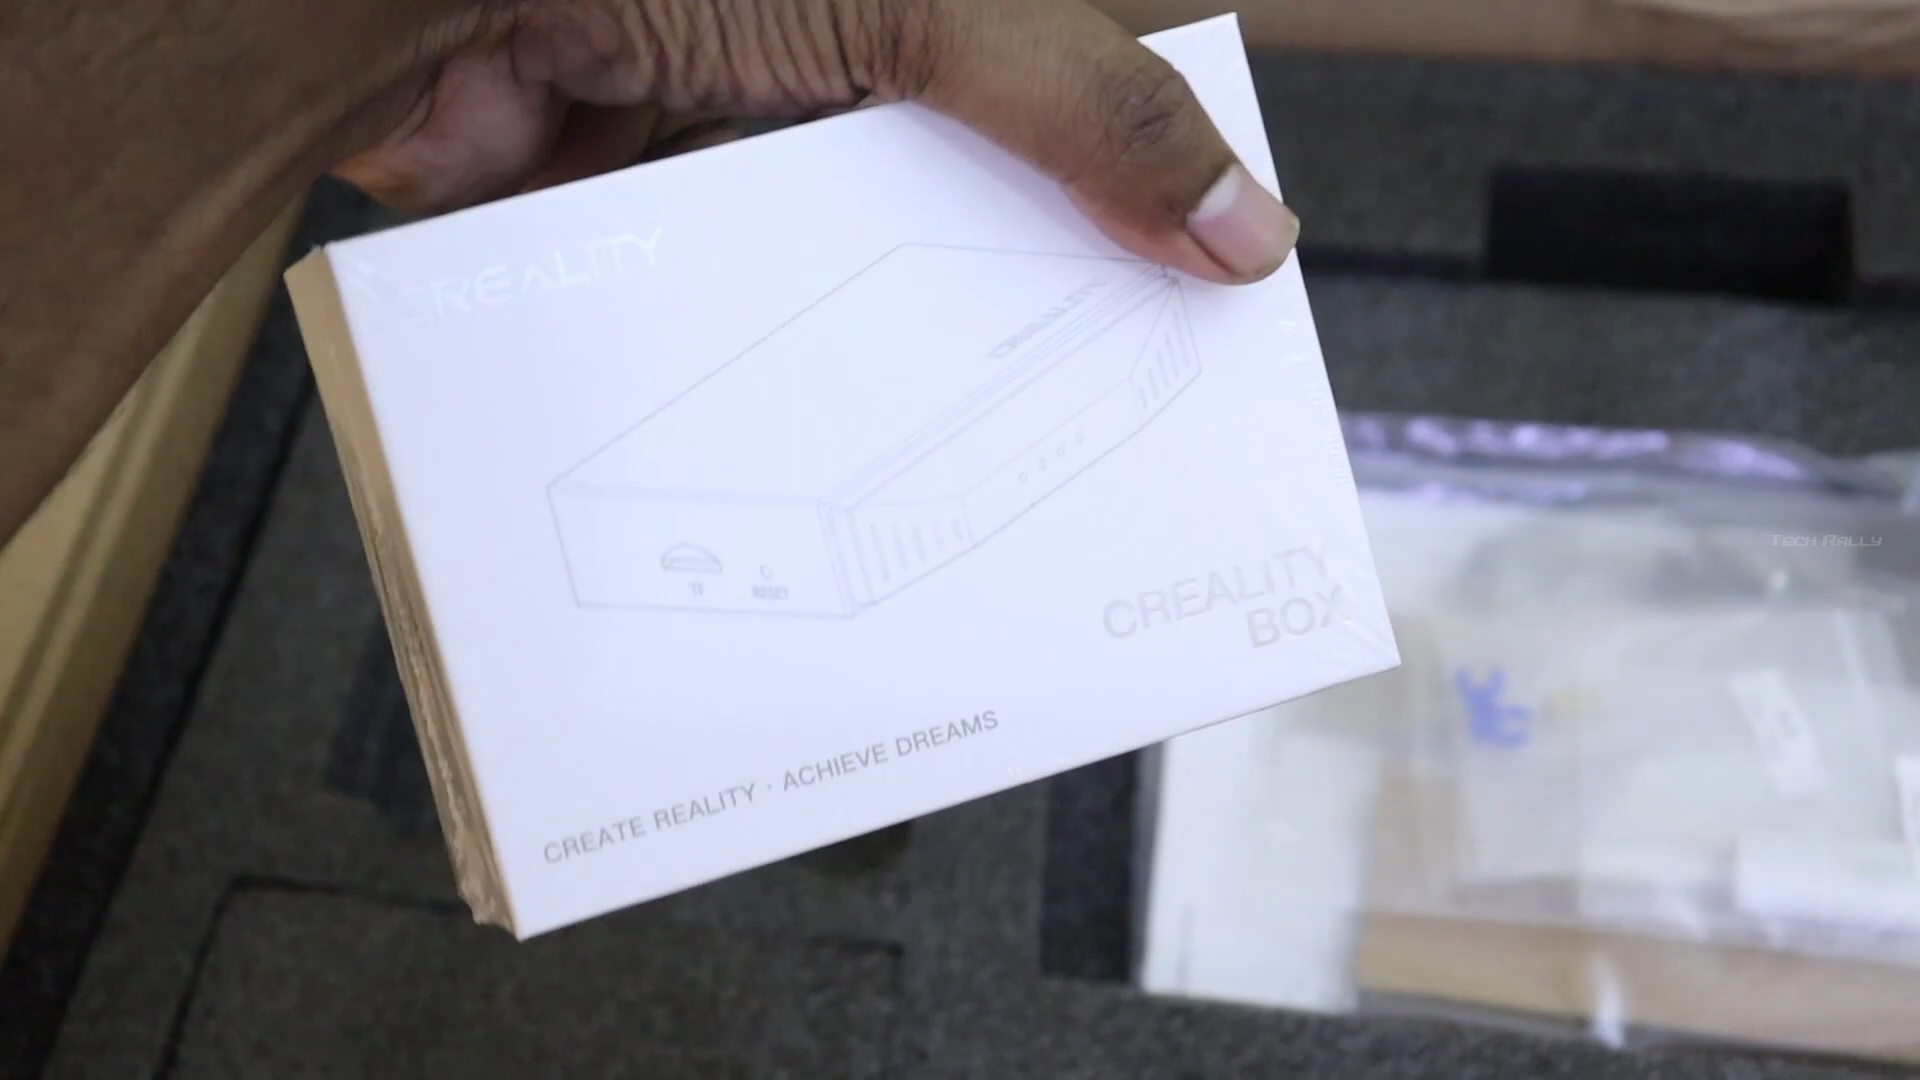 CREALITY
CREALITY
TF
RESET
CREALITY
BOX
CREATE REALITY · ACHIEVE DREAMS
Tech Rally